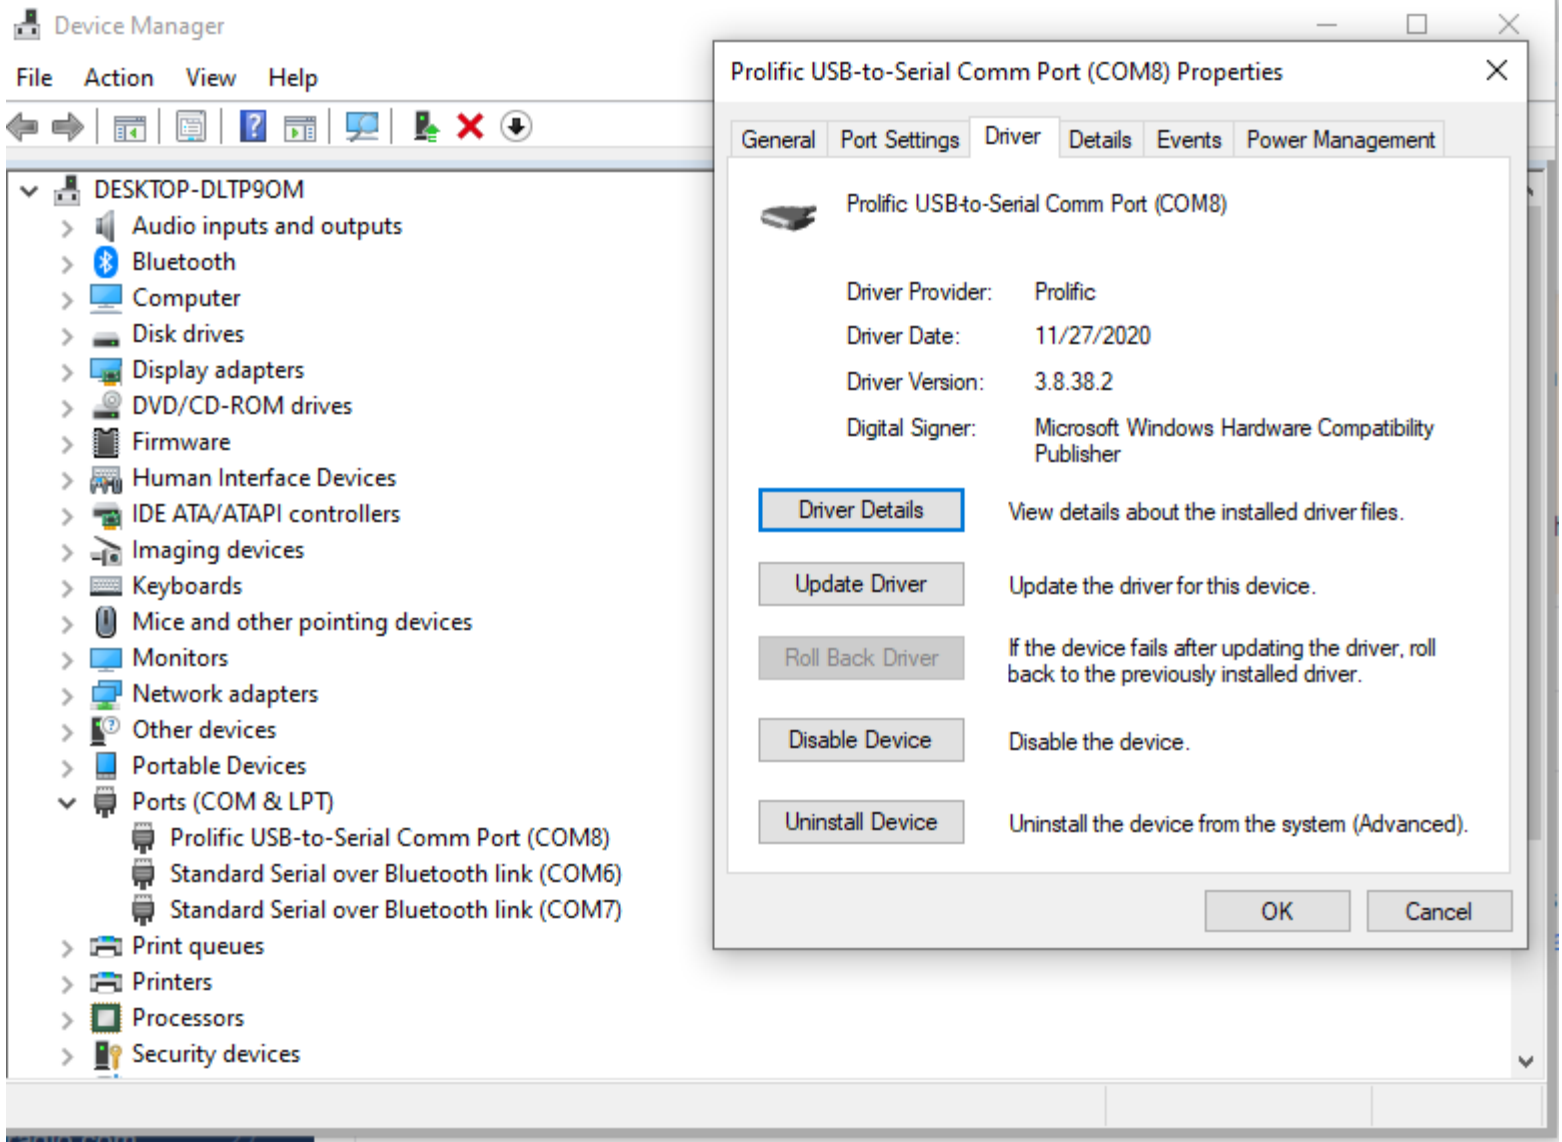 Device Manager
File Action View Help
DESKTOP-DLTP9OM
Audio inputs and outputs
Bluetooth
Computer
Disk drives
Display adapters
DVD/CD-ROM drives
Firmware
Human Interface Devices
IDE ATA/ATAPI controllers
Imaging devices
Keyboards
Mice and other pointing devices
Monitors
Network adapters
Other devices
Portable Devices
Ports (COM & LPT)
Prolific USB-to-Serial Comm Port (COM8)
Standard Serial over Bluetooth link (COM6)
Standard Serial over Bluetooth link (COM7)
Print queues
Printers
Processors
Security devices
Prolific USB-to-Serial Comm Port (COM8) Properties
General Port Settings Driver Details Events Power Management
Prolific USB-to-Serial Comm Port (COM8)
Driver Provider: Prolific
Driver Date: 11/27/2020
Driver Version: 3.8.38.2
Digital Signer: Microsoft Windows Hardware Compatibility
Publisher
Driver Details View details about the installed driver files.
Update Driver Update the driver for this device.
Roll Back Driver If the device fails after updating the driver, roll
back to the previously installed driver.
Disable Device Disable the device.
Uninstall Device Uninstall the device from the system (Advanced).
OK Cancel